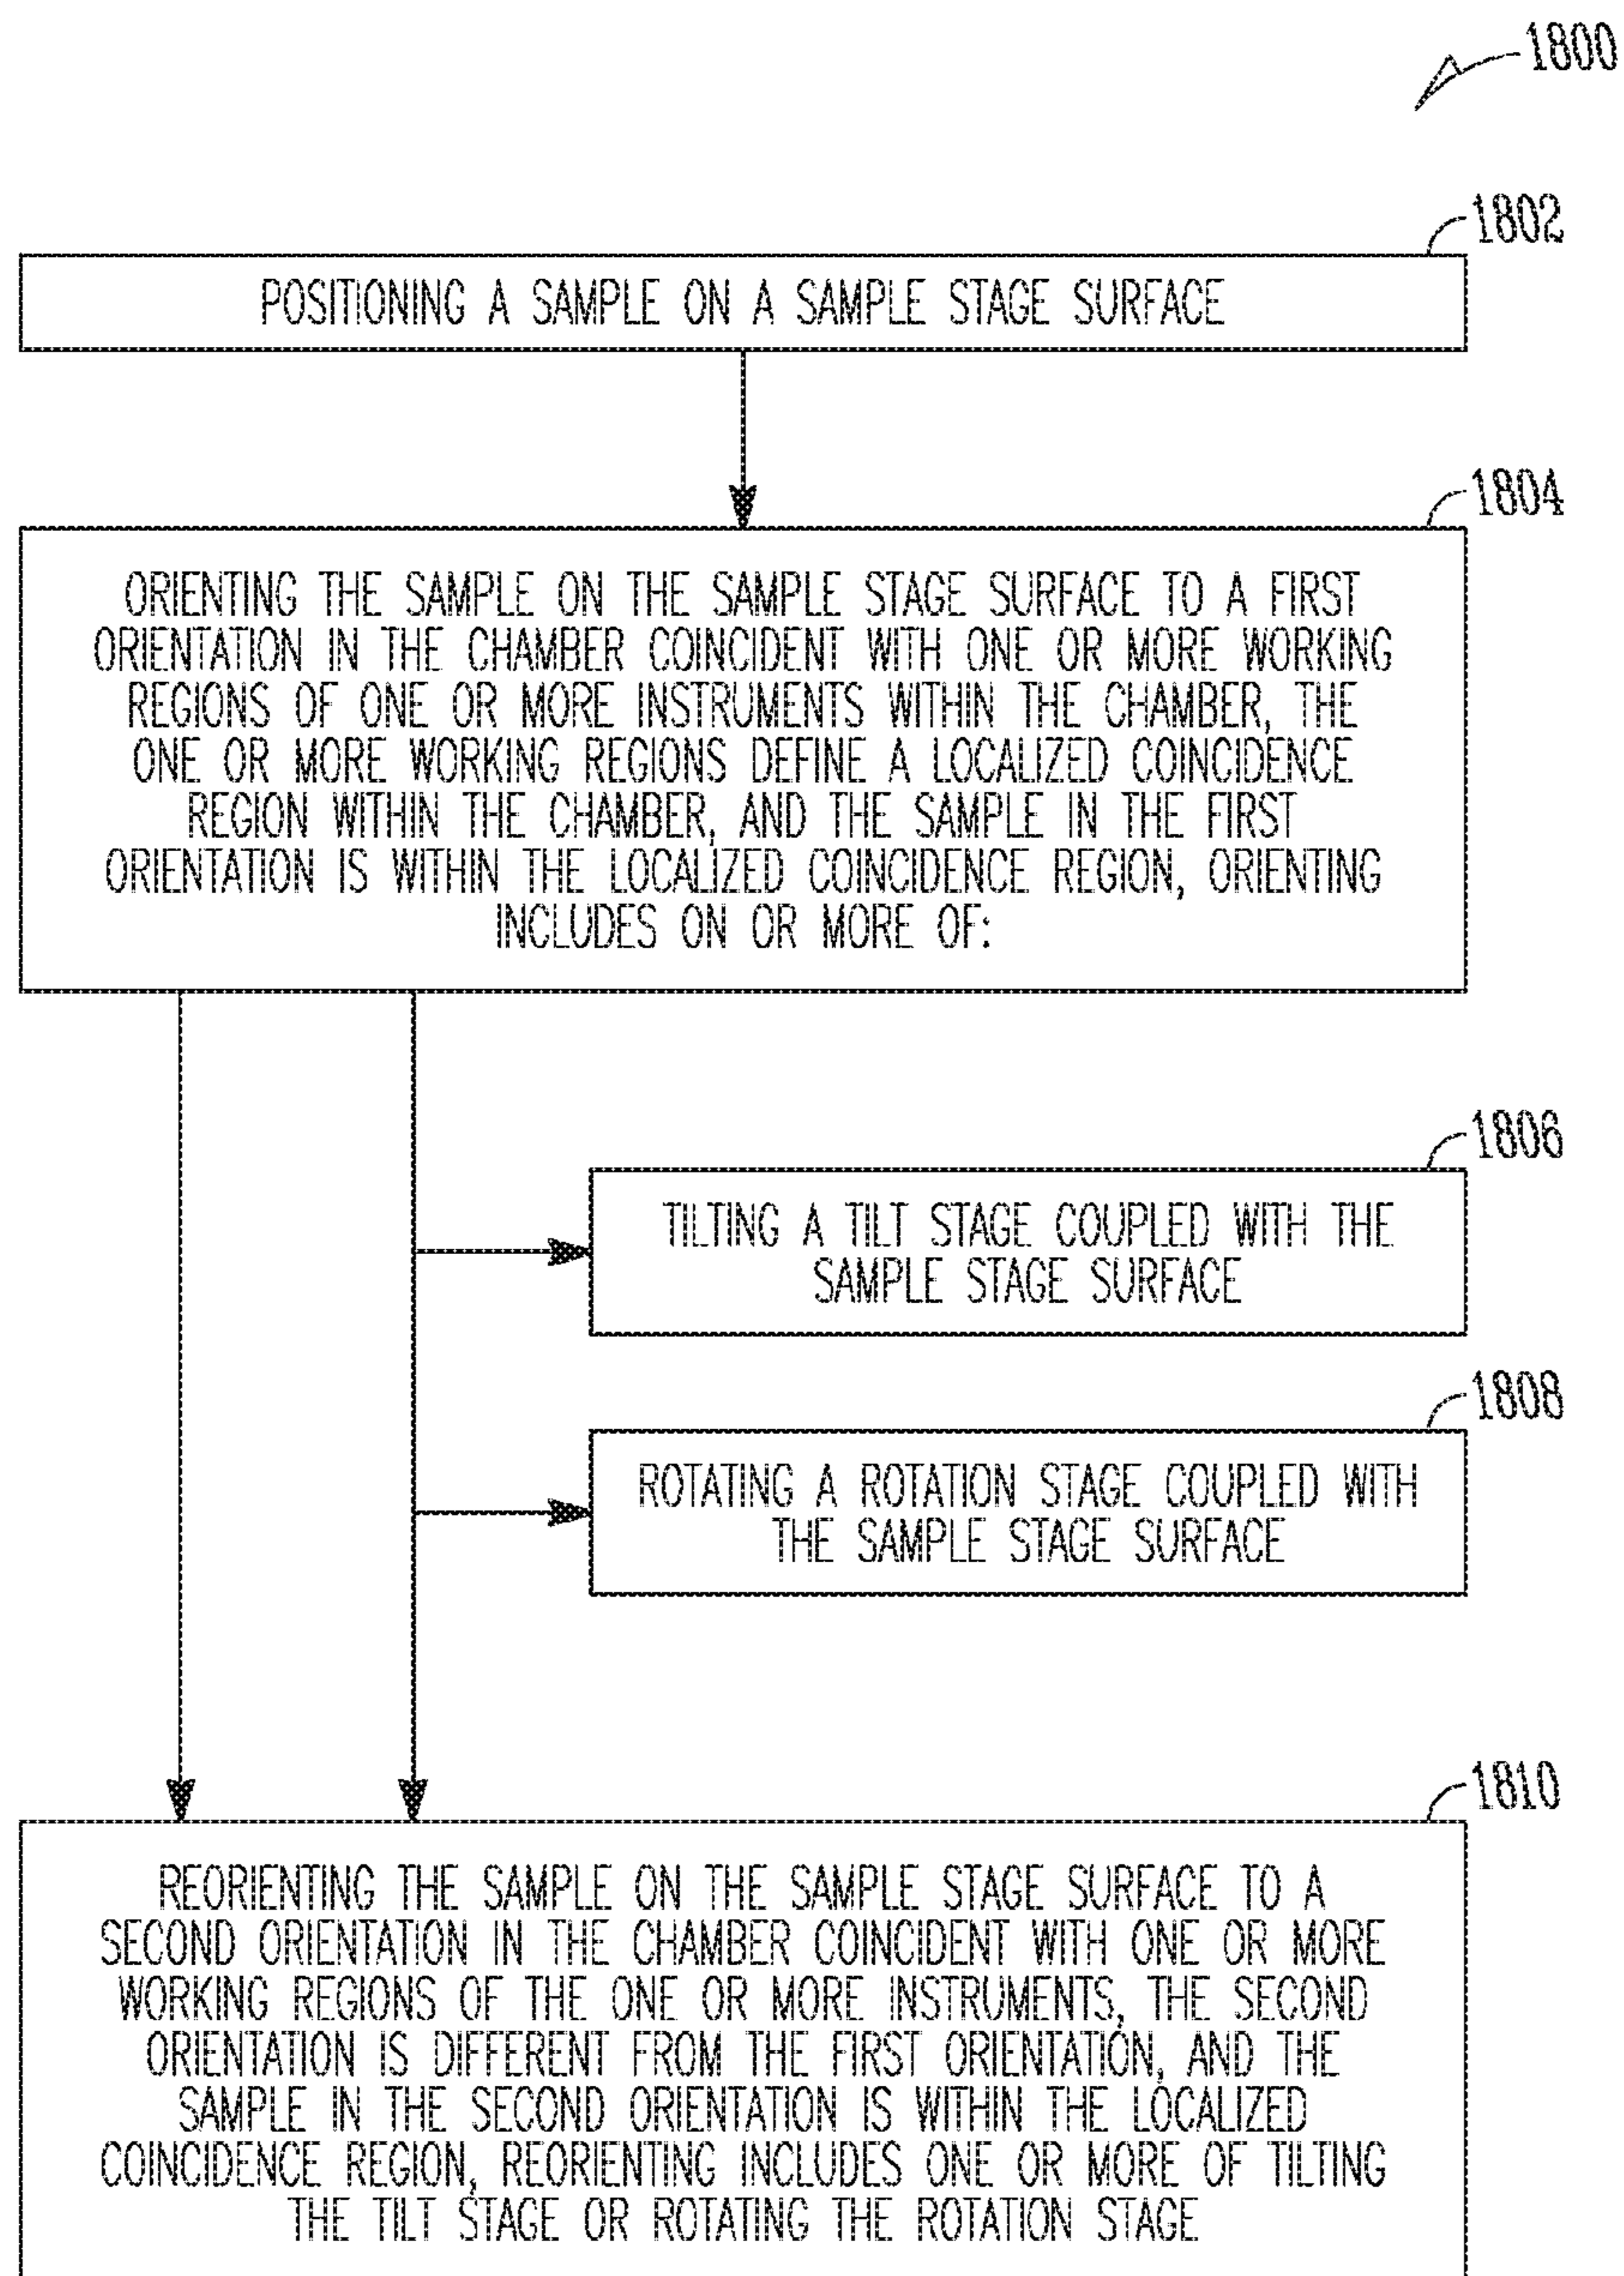 1800
1802
POSITIONING A SAMPLE ON A SAMPLE STAGE SURFACE
1804
ORIENTING THE SAMPLE ON THE SAMPLE STAGE SURFACE TO A FIRST
ORIENTATION IN THE CHAMBER COINCIDENT WITH ONE OR MORE WORKING
REGIONS OF ONE OR MORE INSTRUMENTS WITHIN THE CHAMBER, THE
ONE OR MORE WORKING REGIONS DEFINE A LOCALIZED COINCIDENCE
REGION WITHIN THE CHAMBER, AND THE SAMPLE IN THE FIRST
ORIENTATION IS WITHIN THE LOCALIZED COINCIDENCE REGION, ORIENTING
INCLUDES ON OR MORE OF:
1806
TILTING A TILT STAGE COUPLED WITH THE
SAMPLE STAGE SURFACE
1808
ROTATING A ROTATION STAGE COUPLED WITH
THE SAMPLE STAGE SURFACE
1810
REORIENTING THE SAMPLE ON THE SAMPLE STAGE SURFACE TO A
SECOND ORIENTATION IN THE CHAMBER COINCIDENT WITH ONE OR MORE
WORKING REGIONS OF THE ONE OR MORE INSTRUMENTS, THE SECOND
ORIENTATION IS DIFFERENT FROM THE FIRST ORIENTATION, AND THE
SAMPLE IN THE SECOND ORIENTATION IS WITHIN THE LOCALIZED
COINCIDENCE REGION, REORIENTING INCLUDES ONE OR MORE OF TILTING
THE TILT STAGE OR ROTATING THE ROTATION STAGE